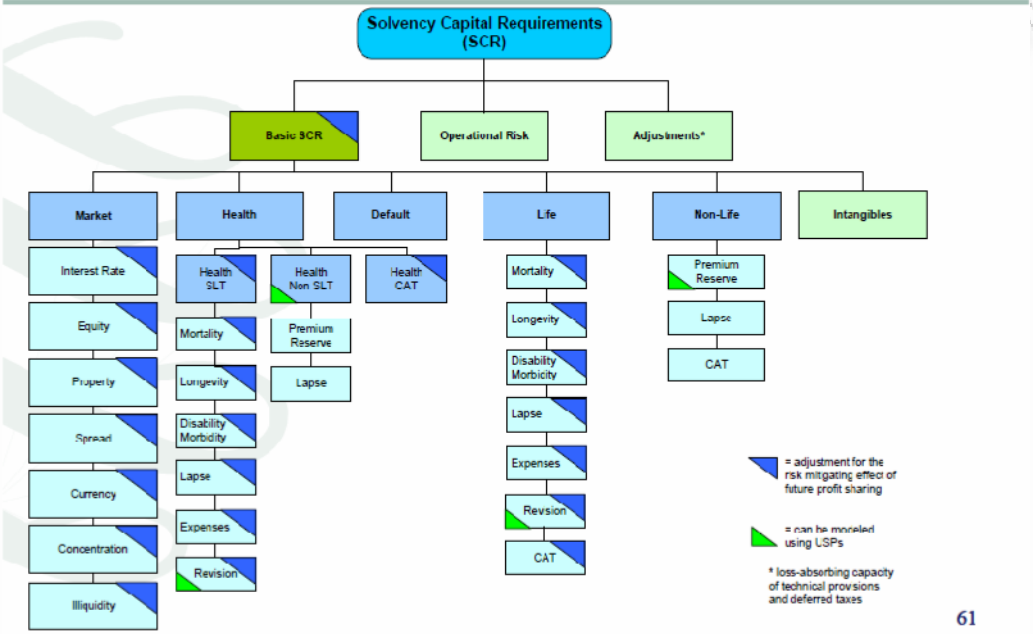 Solvency Capital Requirements
(SCR)
Basic SCR
Operational Risk
Adjustments*
Market
Health
Default
Life
Non-Life
Intangibles
Interest Rate
Equity
Property
Spread
Currency
Concentration
Illiquidity
Health
SLT
Mortality
Longevity
Disability
Morbidity
Lapse
Expenses
Revision
Health
Non SLT
Premium
Reserve
Lapse
Health
CAT
Mortality
Longevity
Disability
Morbidity
Lapse
Expenses
Revision
CAT
Premium
Reserve
Lapse
CAT
= adjustment for the
risk mitigating effect of
future profit sharing
= can be modeled
using USPs
* loss-absorbing capacity
of technical provisions
and deferred taxes
61